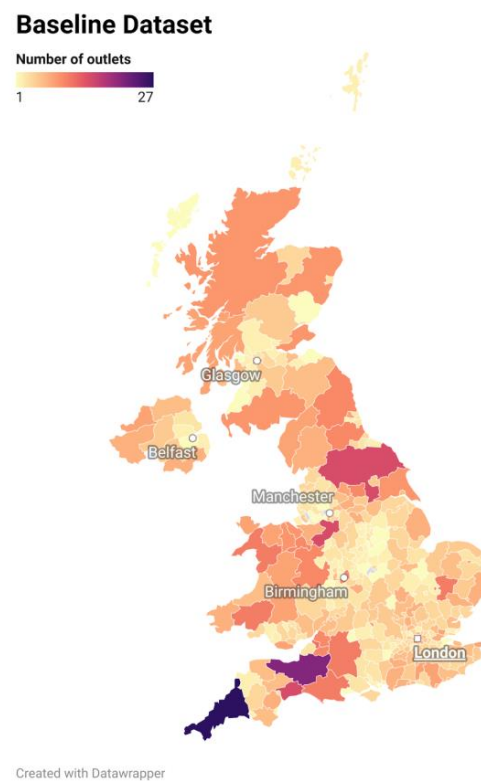 Baseline Dataset
Number of outlets
1 27
Glasgow
Belfast
Manchester
Birmingham
London
Created with Datawrapper